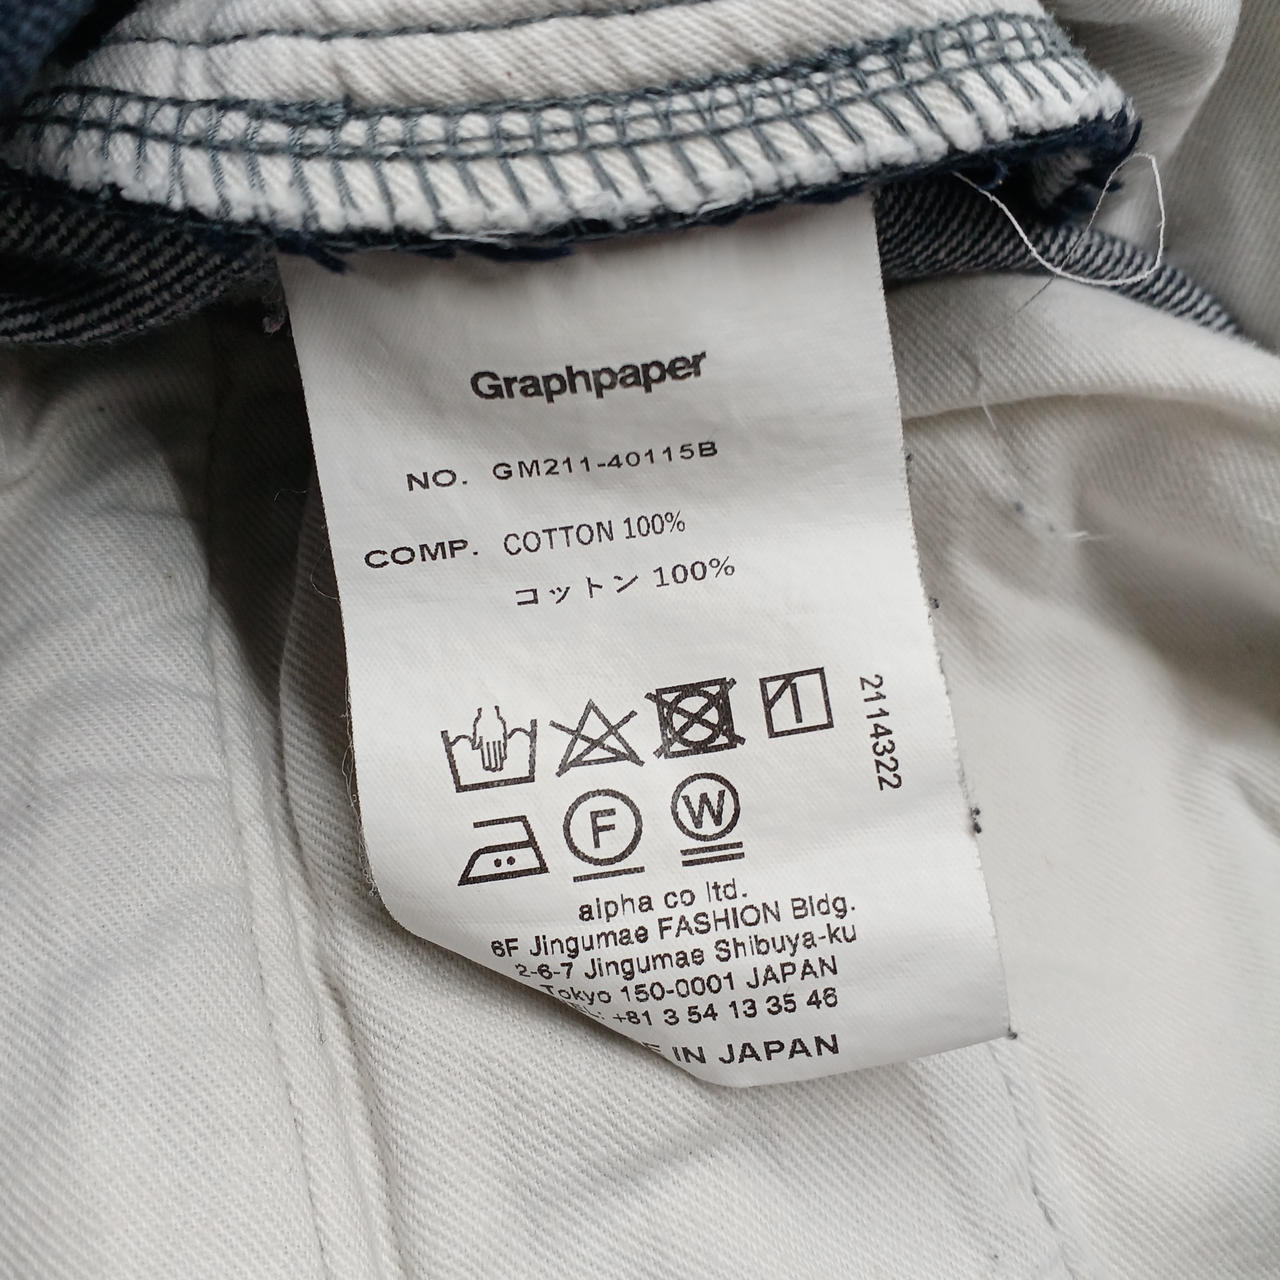 Graphpaper
NO. GM211-40115B
COMP. COTTON 100%
コットン 100%
2114322
F
W
alpha co ltd.
6F Jingumae FASHION Bldg.
2-6-7 Jingumae Shibuya-ku
Tokyo 150-0001 JAPAN
+81 3 54 13 35 46
IN JAPAN